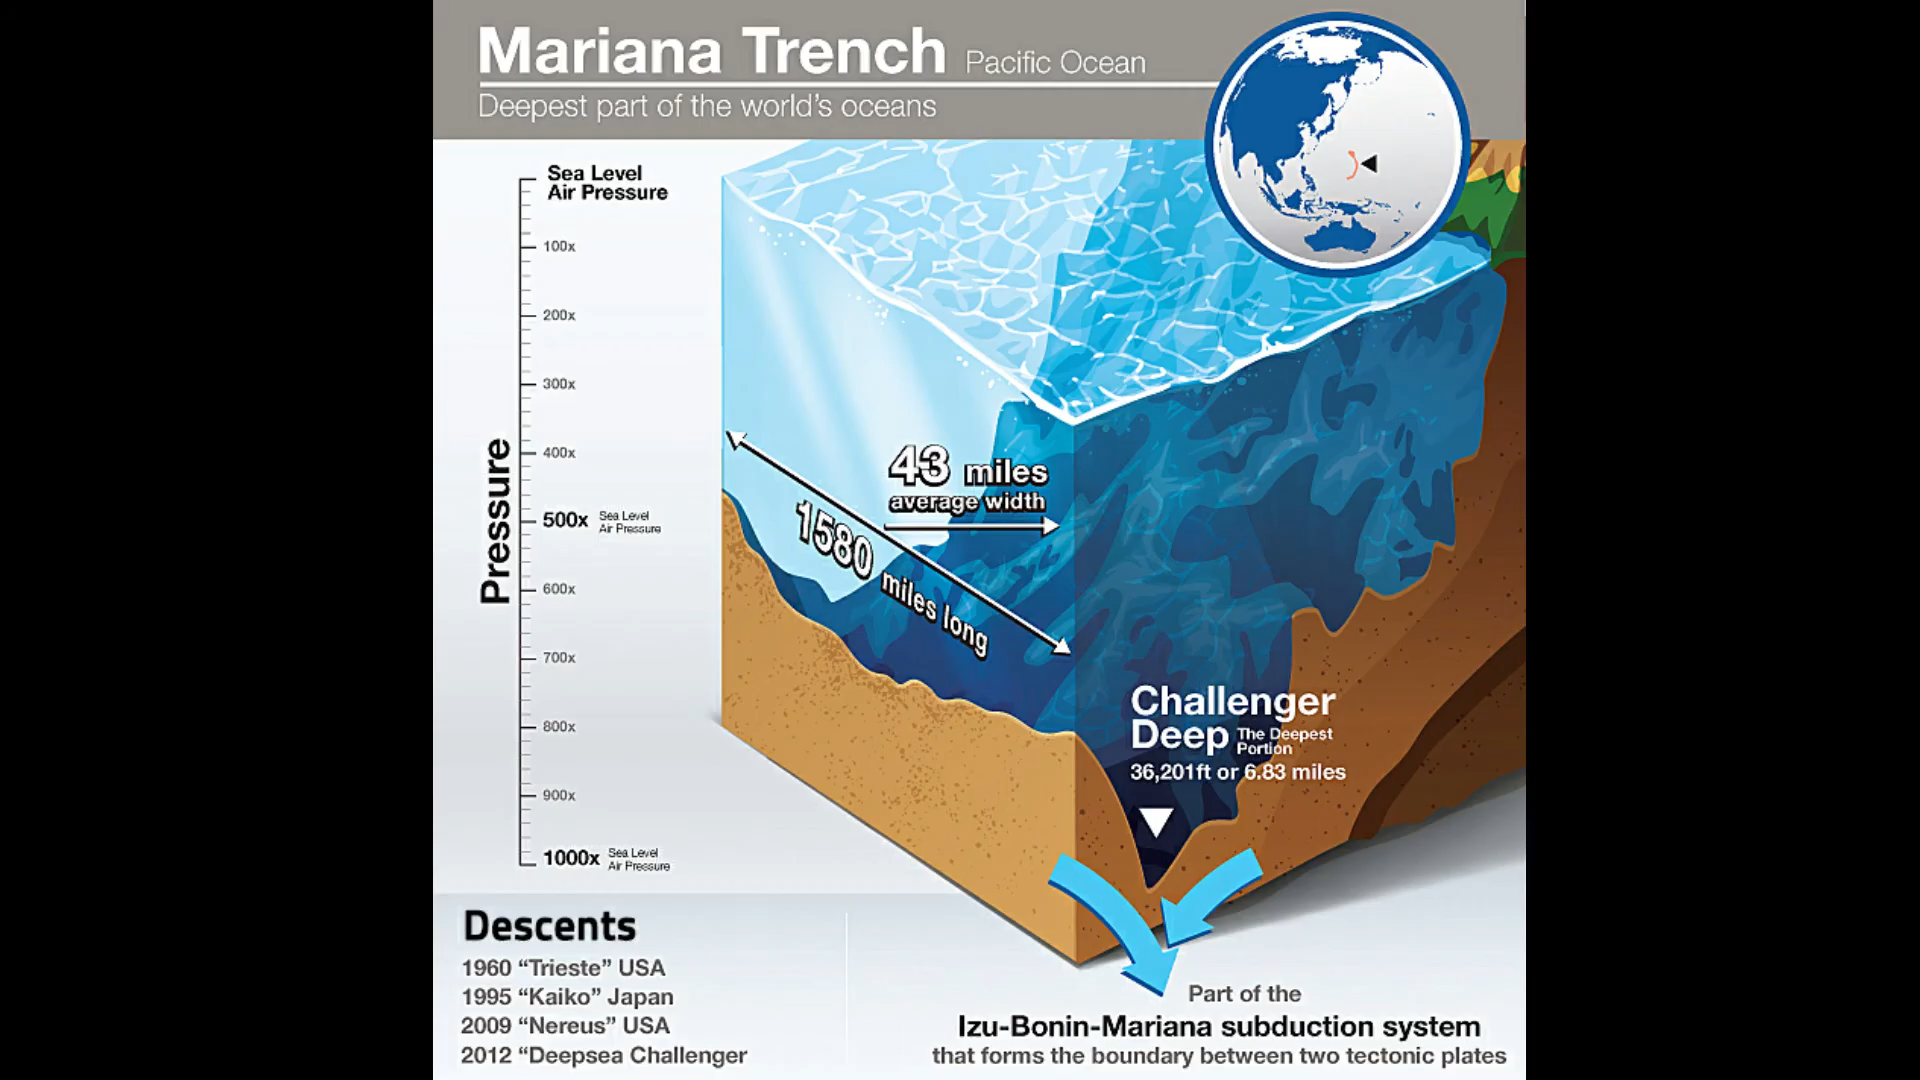 Mariana Trench Pacific Ocean
Deepest part of the world's oceans
Sea Level
Air Pressure
100x
200x
300x
400x
500x Sea Level
Air Pressure
600x
700x
800x
900x
1000x Sea Level
Air Pressure
Pressure
43 miles
average width
1580 miles long
Challenger
Deep The Deepest
Portion
36,201ft or 6.83 miles
Descents
1960 “Trieste” USA
1995 “Kaiko” Japan
2009 “Nereus” USA
2012 “Deepsea Challenger
Part of the
Izu-Bonin-Mariana subduction system
that forms the boundary between two tectonic plates